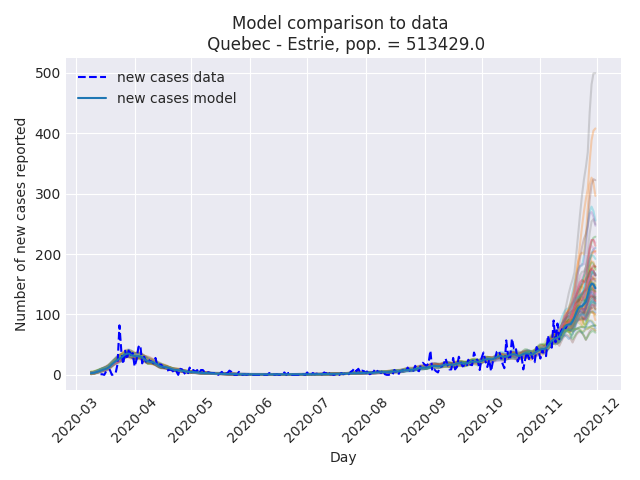 Model comparison to data
Quebec - Estrie, pop. = 513429.0
new cases data
new cases model
Number of new cases reported
500
400
300
200
100
0
2020-03
2020-04
2020-05
2020-06
2020-07
2020-08
2020-09
2020-10
2020-11
2020-12
Day